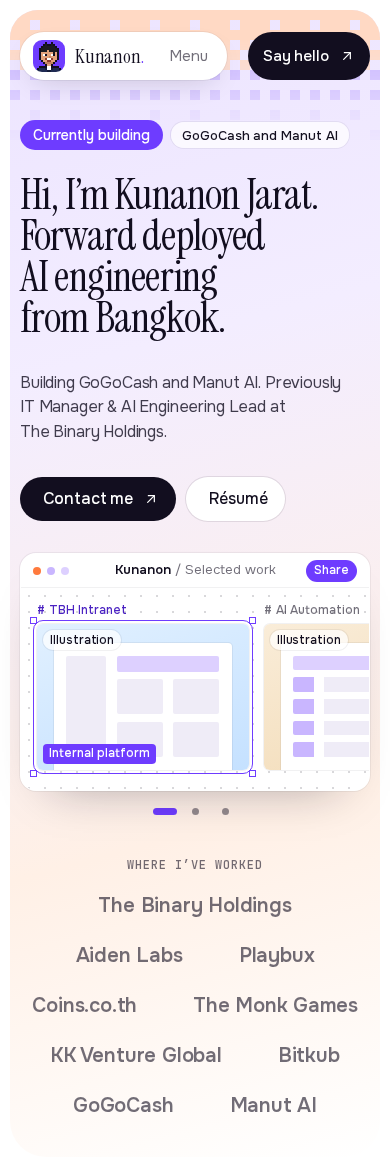 Kunanon.
Menu
Say hello
Currently building
GoGoCash and Manut AI
Hi, I’m Kunanon Jarat.
Forward deployed
AI engineering
from Bangkok.
Building GoGoCash and Manut AI. Previously
IT Manager & AI Engineering Lead at
The Binary Holdings.
Contact me
Résumé
Kunanon / Selected work
Share
# TBH Intranet
# AI Automation
Illustration
Illustration
Internal platform
WHERE I’VE WORKED
The Binary Holdings
Aiden Labs
Playbux
Coins.co.th
The Monk Games
KK Venture Global
Bitkub
GoGoCash
Manut AI